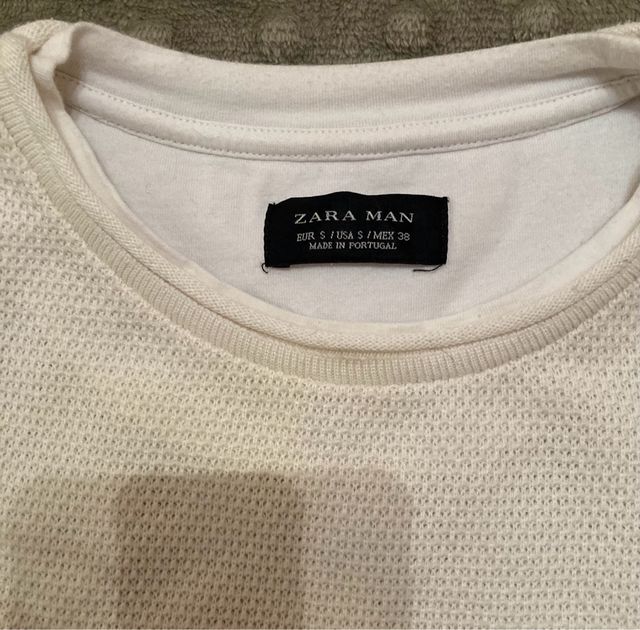 ZARA MAN
EUR S / USA S / MEX 38
MADE IN PORTUGAL